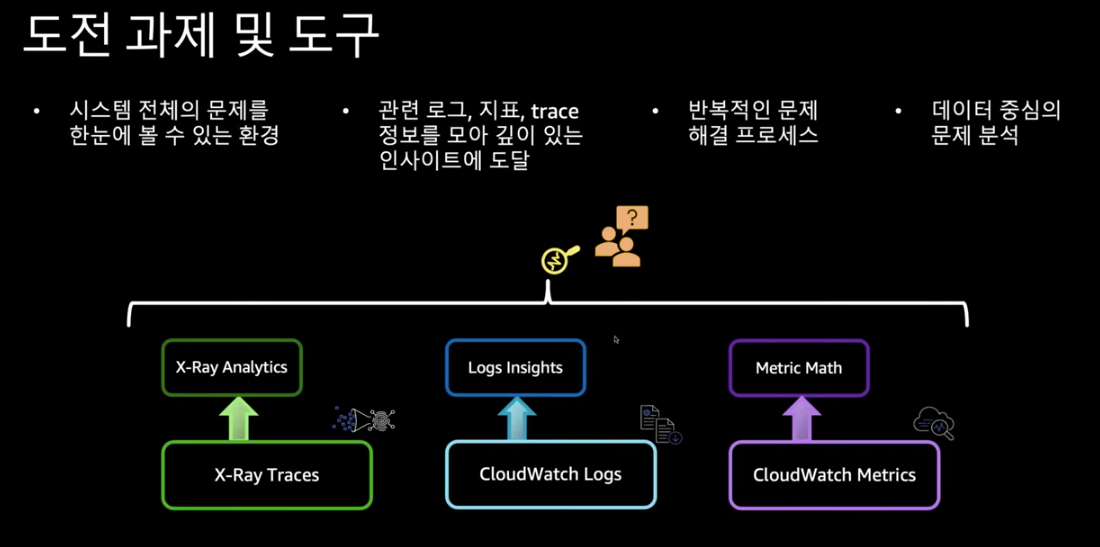 도전 과제 및 도구
• 시스템 전체의 문제를
한눈에 볼 수 있는 환경
• 관련 로그, 지표, trace
정보를 모아 깊이 있는
인사이트에 도달
• 반복적인 문제
해결 프로세스
• 데이터 중심의
문제 분석
?
X-Ray Analytics
Logs Insights
Metric Math
X-Ray Traces
CloudWatch Logs
CloudWatch Metrics